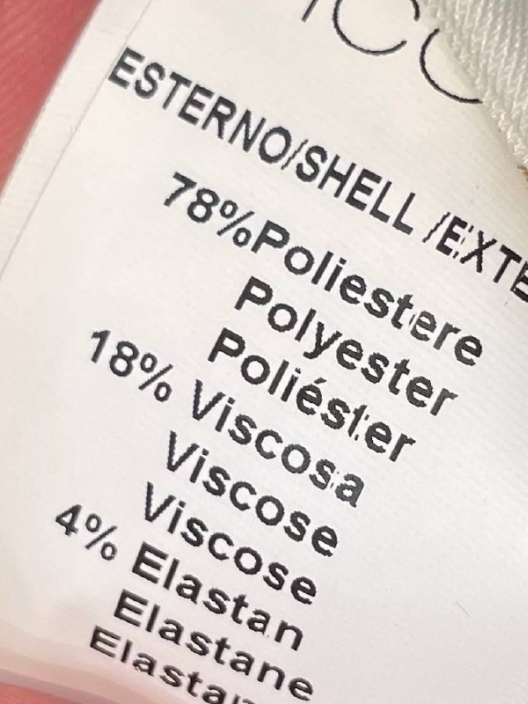 ESTERNO/SHELL
78%Poliestere
Polyester
Poliéster
18% Viscosa
Viscose
Viscose
4% Elastan
Elastane